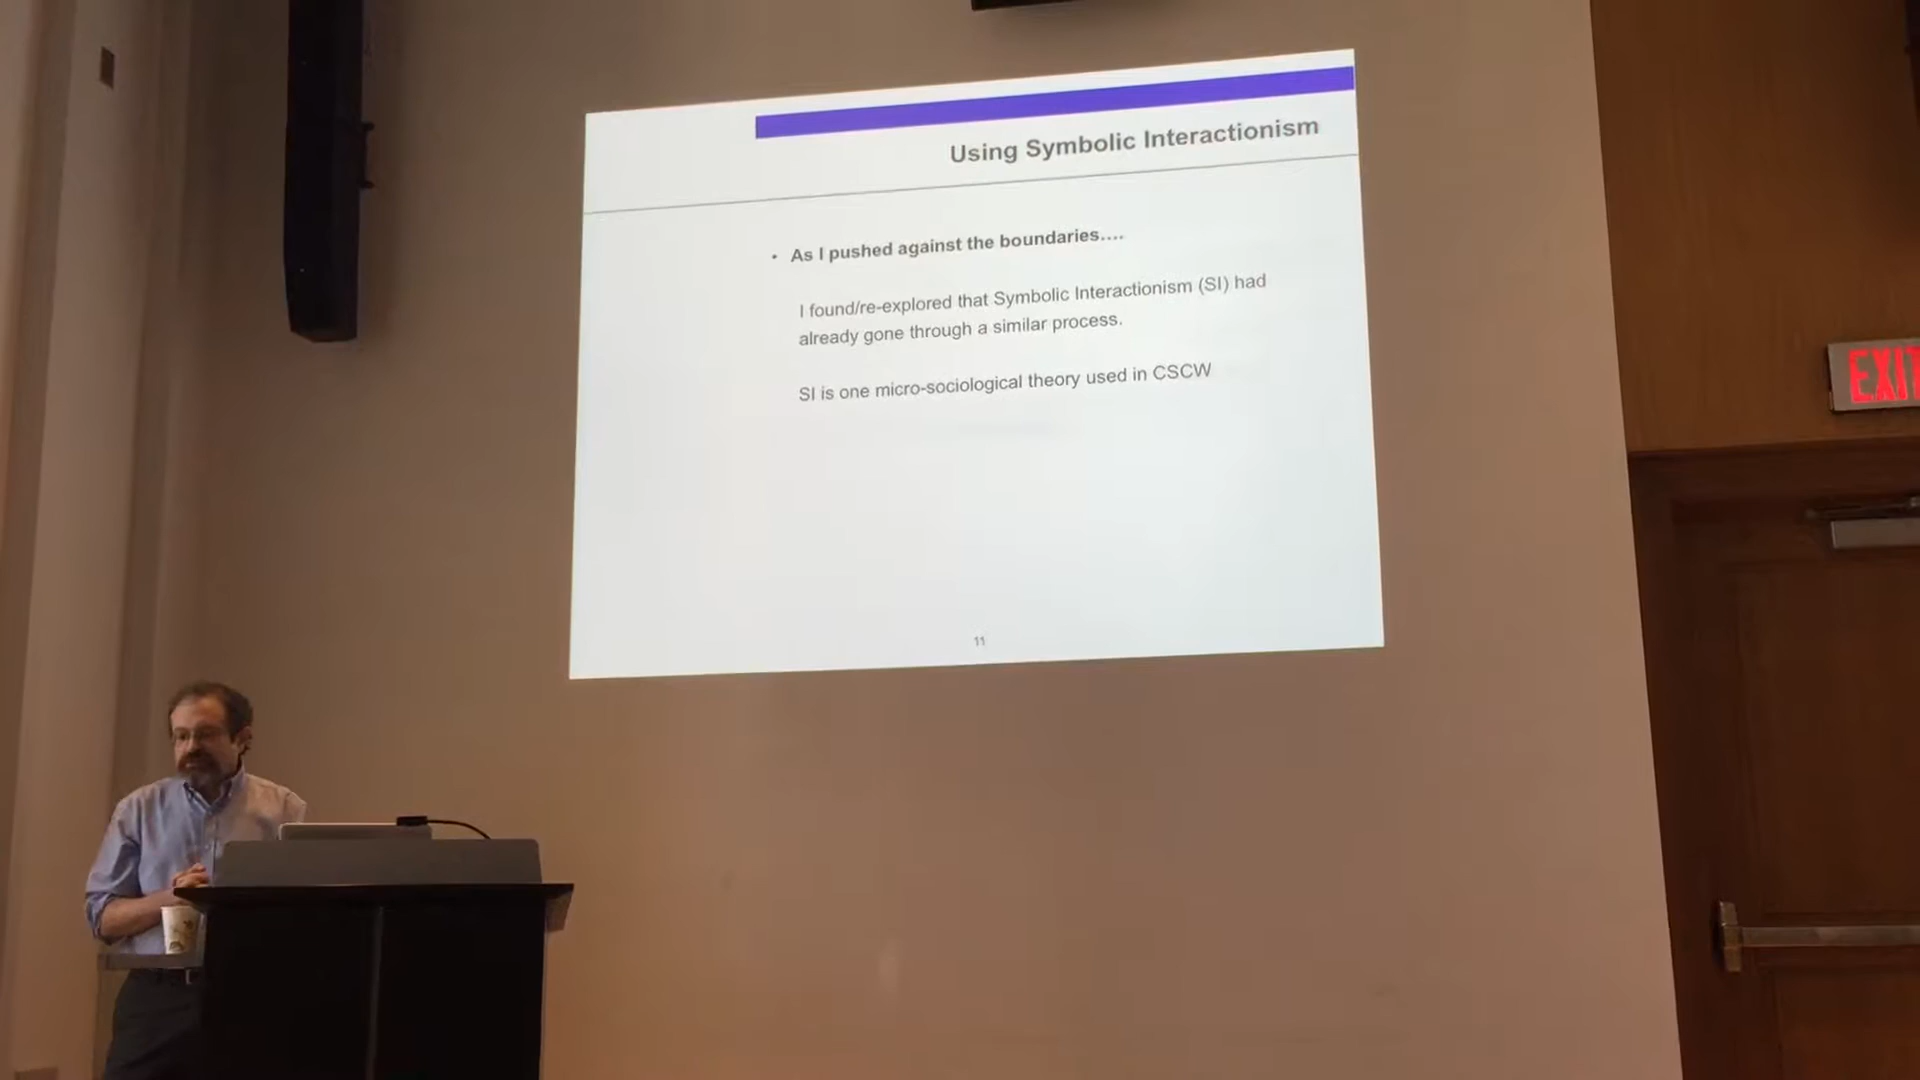 Using Symbolic Interactionism
• As I pushed against the boundaries....
I found/re-explored that Symbolic Interactionism (SI) had
already gone through a similar process.
SI is one micro-sociological theory used in CSCW
11
EXIT